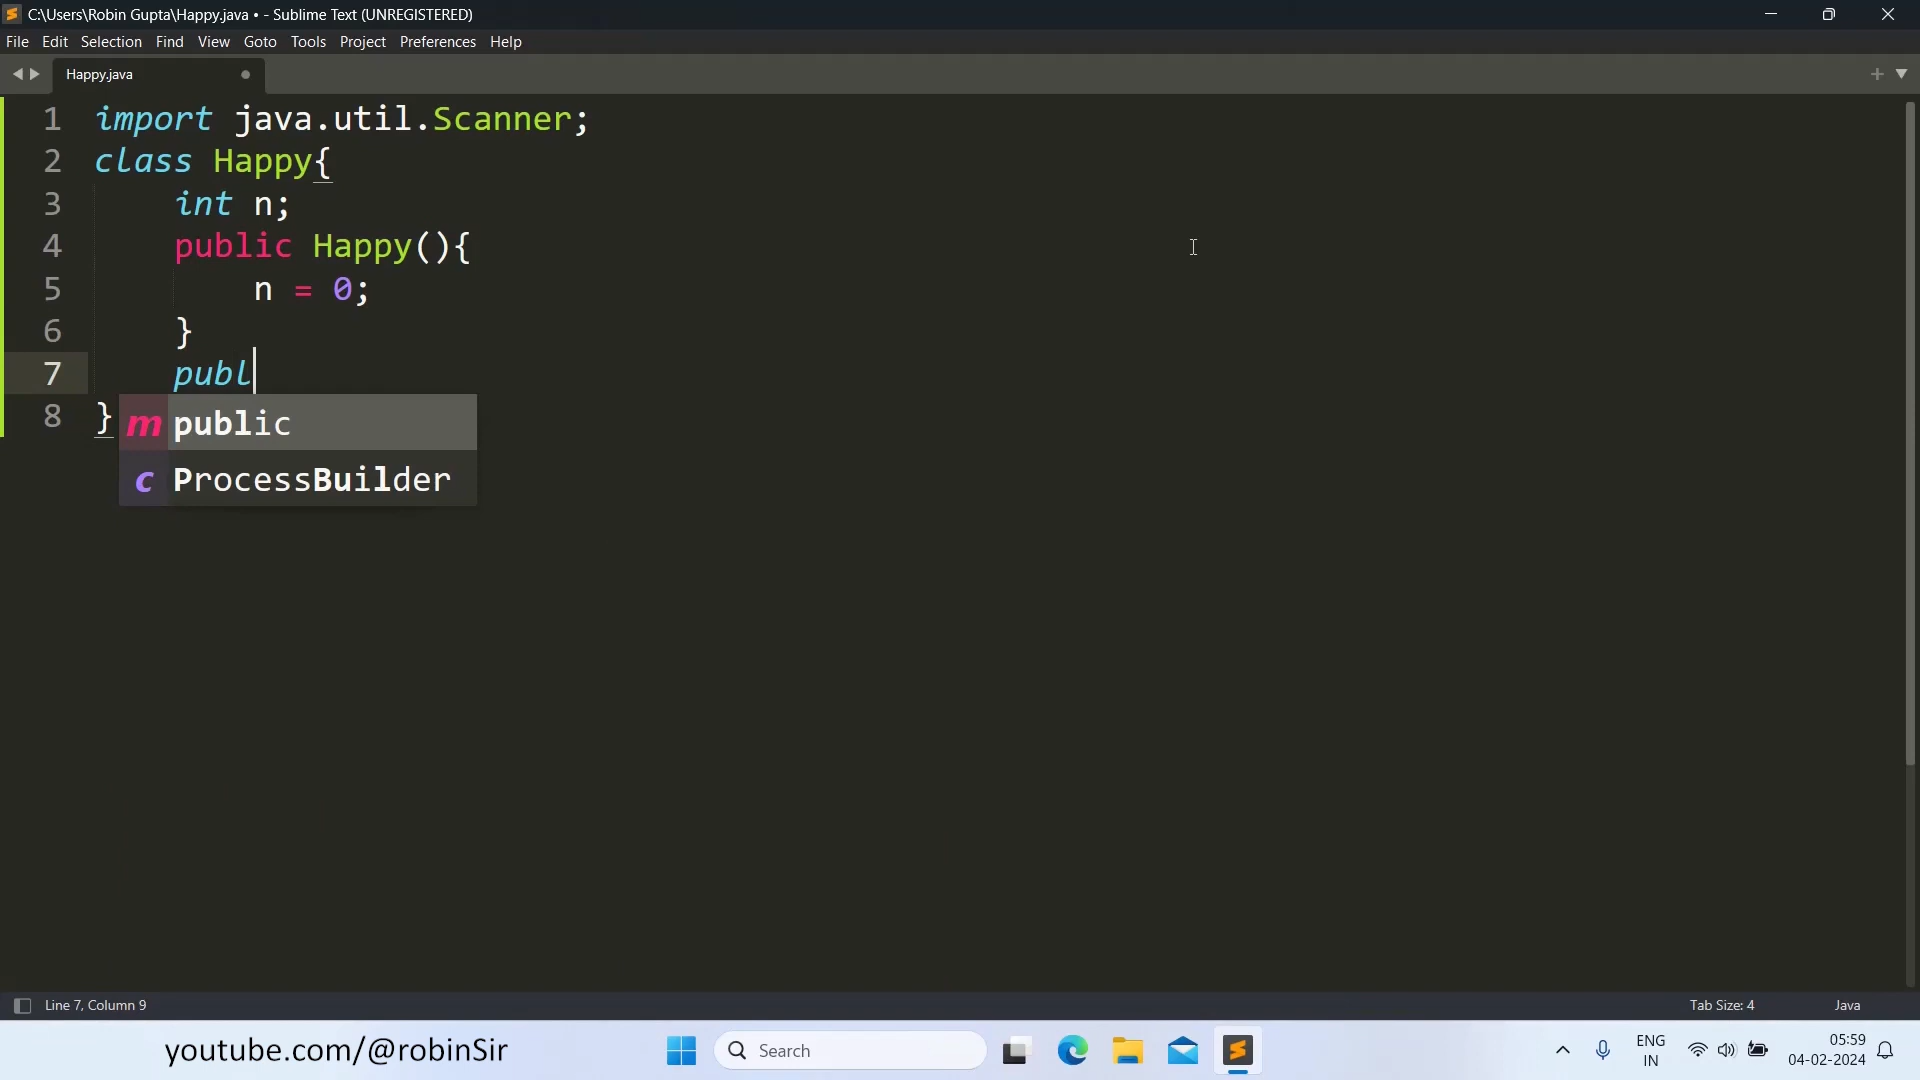 C:\Users\Robin Gupta\Happy.java • - Sublime Text (UNREGISTERED)
File Edit Selection Find View Goto Tools Project Preferences Help
Happy.java
1 import java.util.Scanner;
2 class Happy{
3 int n;
4 public Happy(){
5 n = 0;
6 }
7 publ
8 }
m public
c ProcessBuilder
Line 7, Column 9
Tab Size: 4
Java
youtube.com/@robinSir
Search
ENG
IN
05:59
04-02-2024